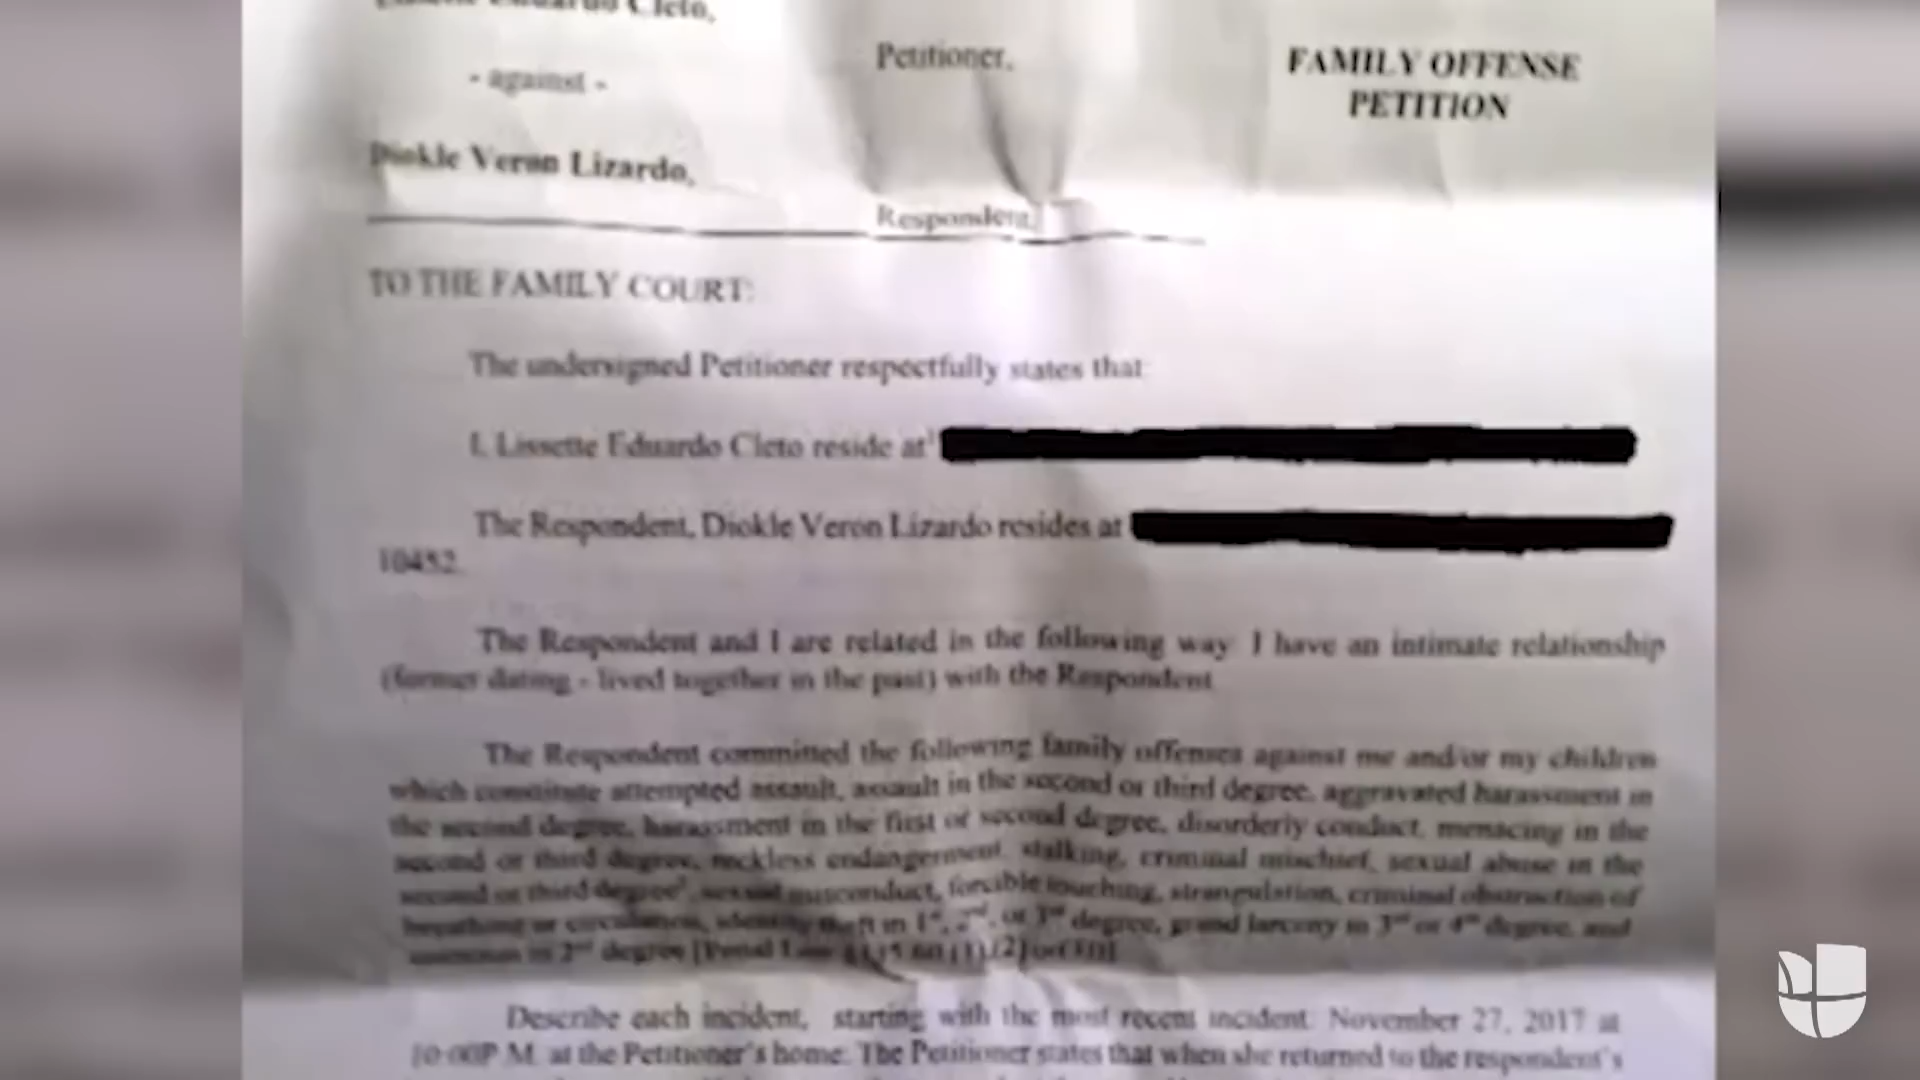 Eduardo Cleto,
Petitioner,
FAMILY OFFENSE
PETITION
- against -
Diokle Veron Lizardo,
Respondent.
TO THE FAMILY COURT:
The undersigned Petitioner respectfully states that:
I, Lissette Eduardo Cleto reside at
The Respondent, Diokle Veron Lizardo resides at
10452.
The Respondent and I are related in the following way: I have an intimate relationship
(former dating - lived together in the past) with the Respondent
The Respondent committed the following family offenses against me and/or my children
which constitute attempted assault, assault in the second or third degree, aggravated harassment in
the second degree, harassment in the first or second degree, disorderly conduct, menacing in the
second or third degree, reckless endangerment, stalking, criminal mischief, sexual abuse in the
second or third degree, sexual misconduct, forcible touching, strangulation, criminal obstruction of
breathing or circulation, identity theft in 1st, 2nd, or 3rd degree, grand larceny in 3rd or 4th degree, and
in 2nd degree [Penal Law
Describe each incident, starting with the most recent incident: November 27, 2017 at
10:00P.M. at the Petitioner's home. The Petitioner states that when she returned to the respondent's